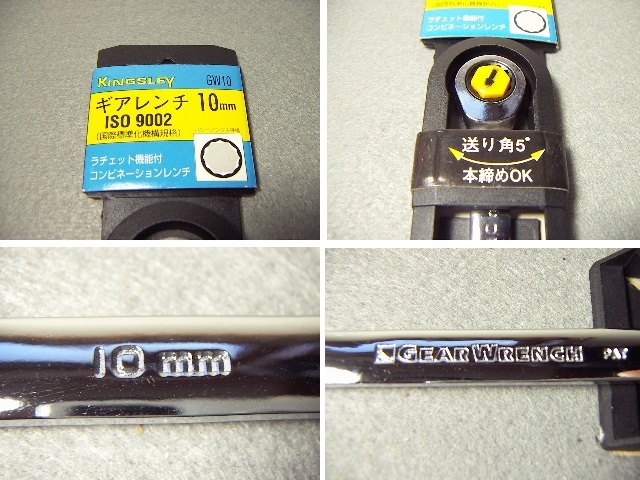 KINGSLEY GW10
ギアレンチ 10mm
ISO 9002
(国際標準化機構規格)
ラチェット機能付
コンビネーションレンチ
ラチェット機能付
コンビネーションレンチ
送り角5°
本締めOK
10 mm
GEARWRENCH PAT